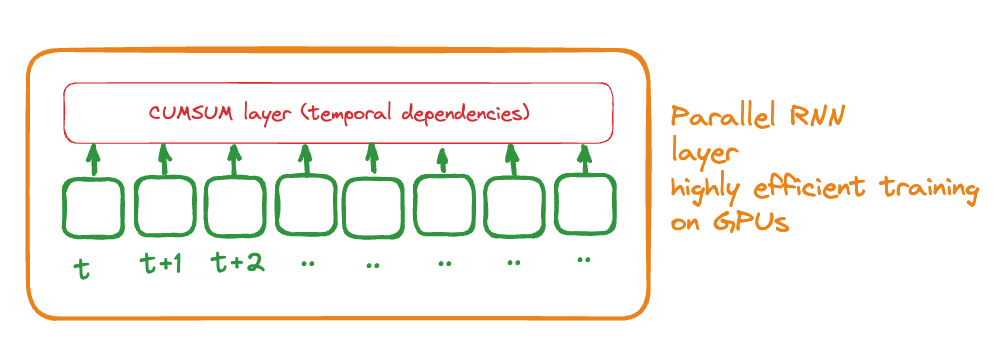 CUMSUM layer (temporal dependencies)
t t+1 t+2 .. .. .. .. ..
Parallel RNN
layer
highly efficient training
on GPUs